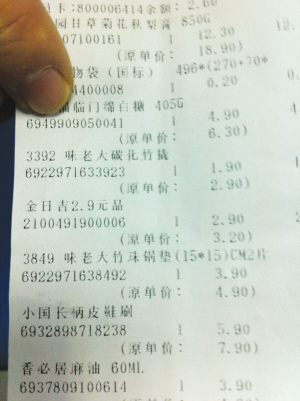 卡:800006414余额:2.60
园甘草菊花秋梨膏 850G
07100161 1 12.30
(原单价: 18.90)
物袋(国标) 496*(270+70*
4400008 1 0.20
临门绵白糖 405G
6949909050041 1 4.90
(原单价: 6.30)
3392 味老大碳化竹撬
6922971633923 1 1.90
(原单价: 2.90)
金日吉2.9元品
2100491900006 1 2.90
(原单价: 3.20)
3849 味老大竹珠锅垫(15*15)CM2片
6922971638492 1 3.90
(原单价: 4.90)
小国长柄皮鞋刷
6932898718238 1 5.90
(原单价: 7.90)
香必居麻油 60ML
6937809100614 1 3.90
(原单价: